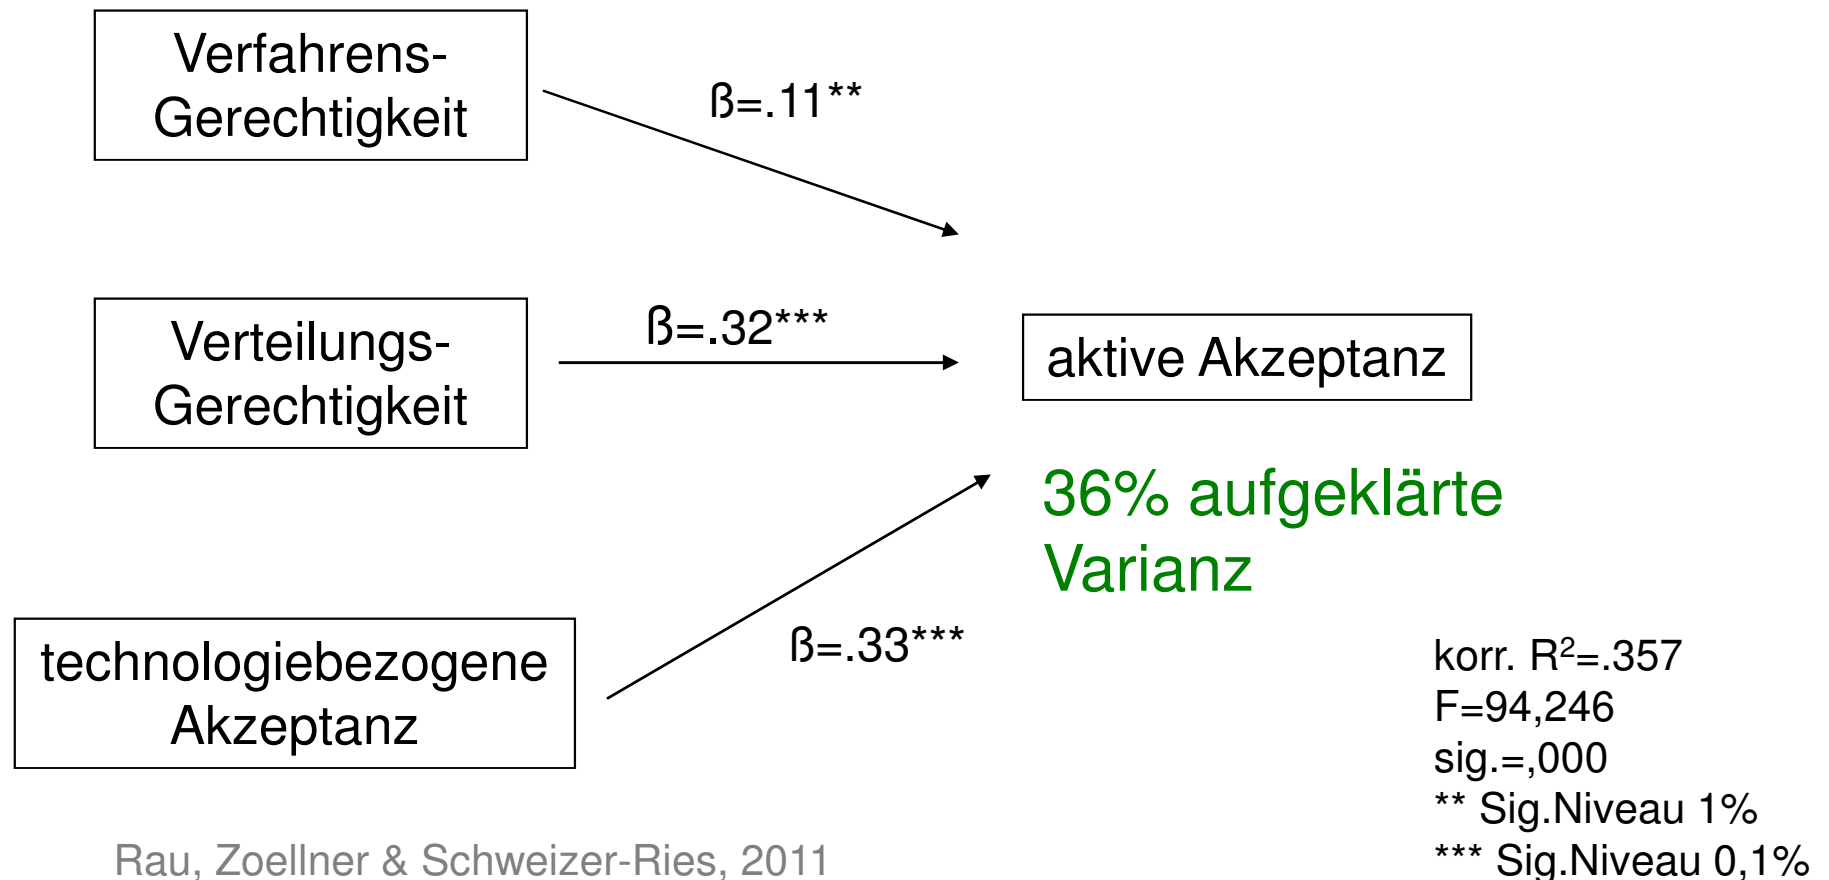 Verfahrens-
Gerechtigkeit
ß=.11**
Verteilungs-
Gerechtigkeit
ß=.32***
aktive Akzeptanz
36% aufgeklärte
Varianz
technologiebezogene
Akzeptanz
ß=.33***
korr. R²=.357
F=94,246
sig.=,000
** Sig.Niveau 1%
*** Sig.Niveau 0,1%
Rau, Zoellner & Schweizer-Ries, 2011